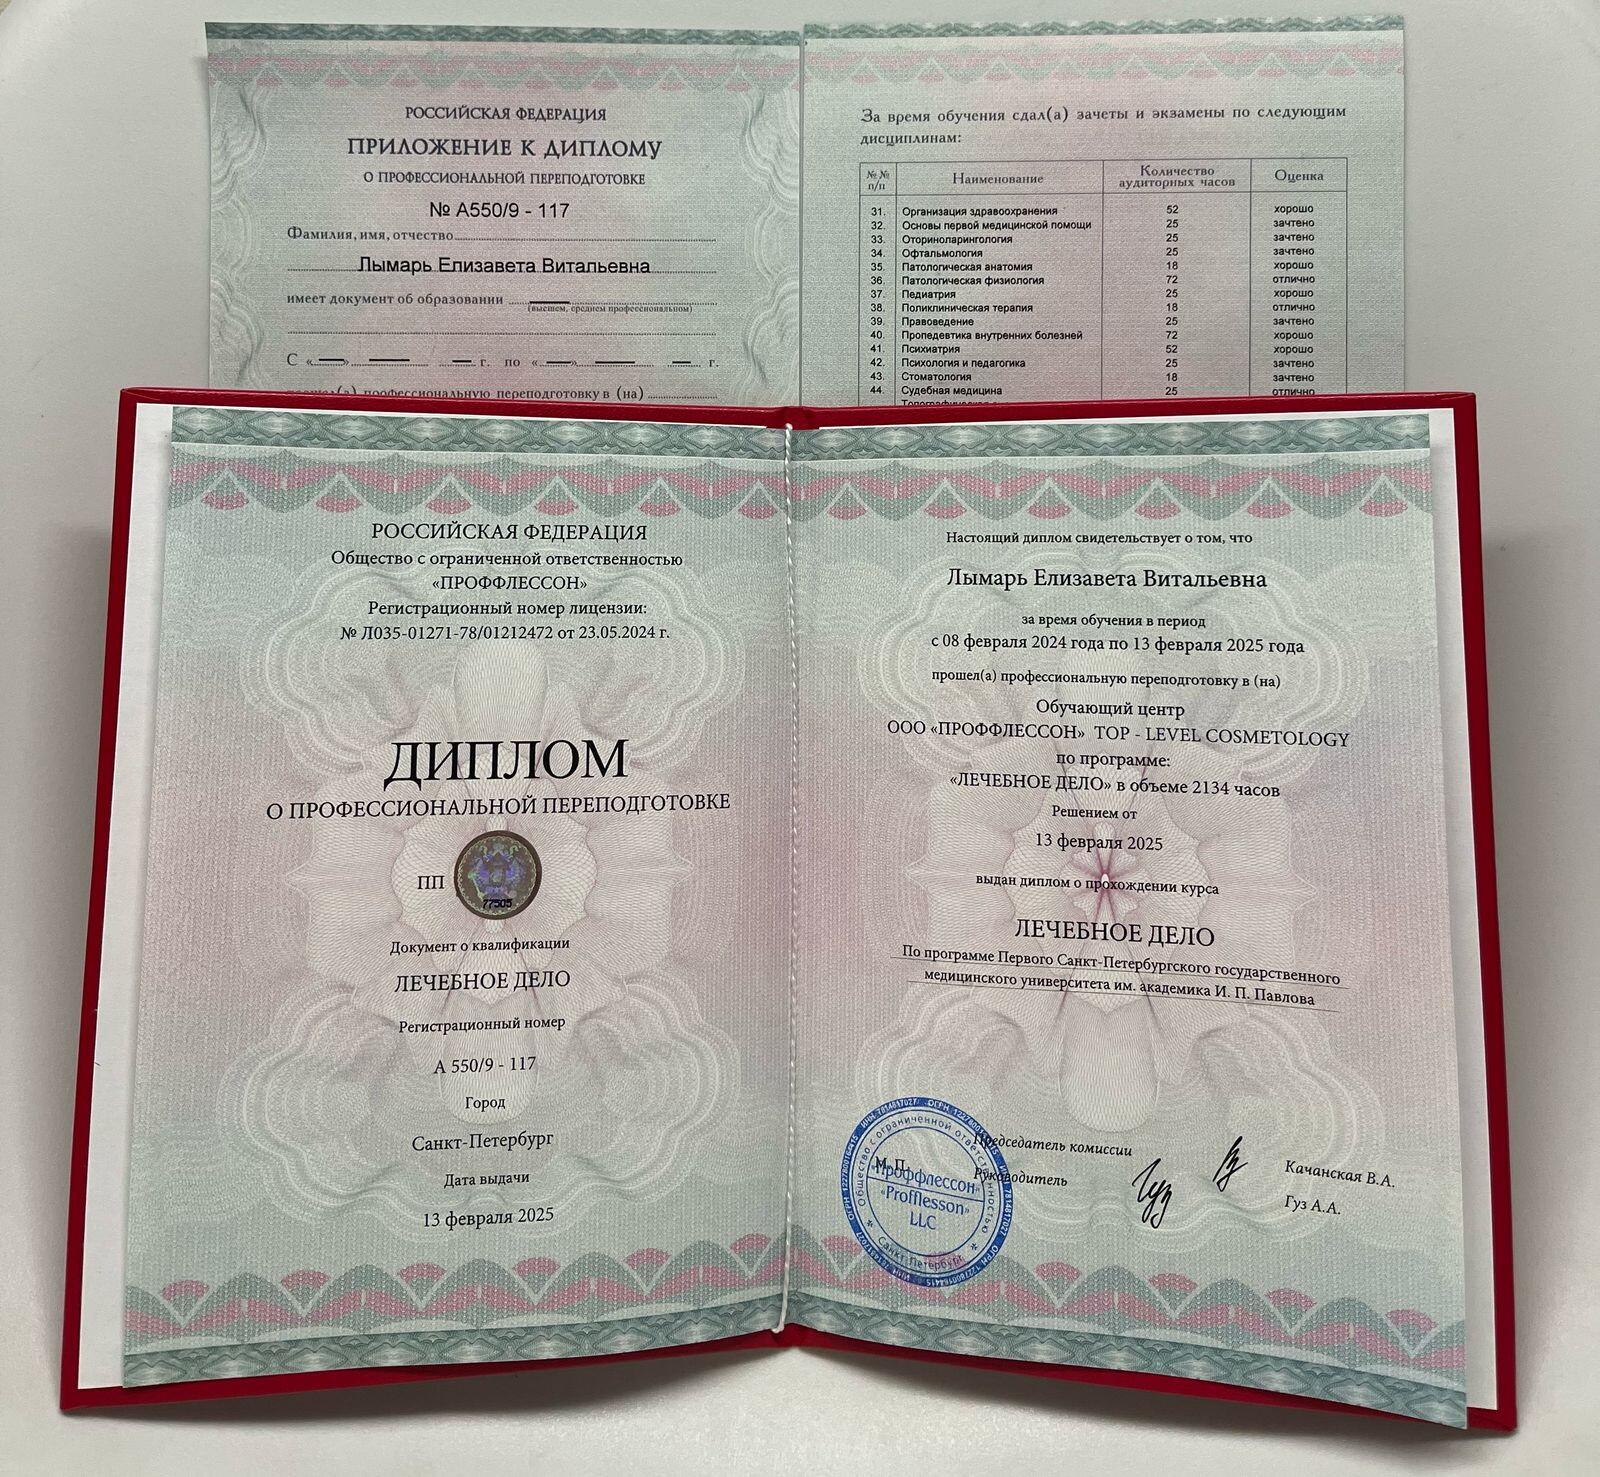 РОССИЙСКАЯ ФЕДЕРАЦИЯ
ПРИЛОЖЕНИЕ К ДИПЛОМУ
О ПРОФЕССИОНАЛЬНОЙ ПЕРЕПОДГОТОВКЕ
№ А550/9 - 117
Фамилия, имя, отчество
Лымарь Елизавета Витальевна
имеет документ об образовании
(высшем, среднем профессиональном)
С « » г. по « » г.
прошел(а) профессиональную переподготовку в (на)
За время обучения сдал(а) зачеты и экзамены по следующим
дисциплинам:
№№ п/п Наименование Количество аудиторных часов Оценка
31. Организация здравоохранения 52 хорошо
32. Основы первой медицинской помощи 25 зачтено
33. Оториноларингология 25 зачтено
34. Офтальмология 25 зачтено
35. Патологическая анатомия 18 хорошо
36. Патологическая физиология 72 отлично
37. Педиатрия 25 хорошо
38. Поликлиническая терапия 18 отлично
39. Правоведение 25 зачтено
40. Пропедевтика внутренних болезней 72 хорошо
41. Психиатрия 52 хорошо
42. Психология и педагогика 25 зачтено
43. Стоматология 18 зачтено
44. Судебная медицина 25 отлично
РОССИЙСКАЯ ФЕДЕРАЦИЯ
Общество с ограниченной ответственностью
«ПРОФФЛЕССОН»
Регистрационный номер лицензии:
№ Л035-01271-78/01212472 от 23.05.2024 г.
ДИПЛОМ
О ПРОФЕССИОНАЛЬНОЙ ПЕРЕПОДГОТОВКЕ
ПП
77505
Документ о квалификации
ЛЕЧЕБНОЕ ДЕЛО
Регистрационный номер
А 550/9 - 117
Город
Санкт-Петербург
Дата выдачи
13 февраля 2025
Настоящий диплом свидетельствует о том, что
Лымарь Елизавета Витальевна
за время обучения в период
с 08 февраля 2024 года по 13 февраля 2025 года
прошел(а) профессиональную переподготовку в (на)
Обучающий центр
ООО «ПРОФФЛЕССОН» TOP - LEVEL COSMETOLOGY
по программе:
«ЛЕЧЕБНОЕ ДЕЛО» в объеме 2134 часов
Решением от
13 февраля 2025
выдан диплом о прохождении курса
ЛЕЧЕБНОЕ ДЕЛО
По программе Первого Санкт-Петербургского государственного
медицинского университета им. академика И. П. Павлова
Председатель комиссии Качанская В.А.
М.П. Руководитель Гуз А.А.
Общество с ограниченной ответственностью
«Проффлессон»
«Profflesson»
LLC
Санкт-Петербург